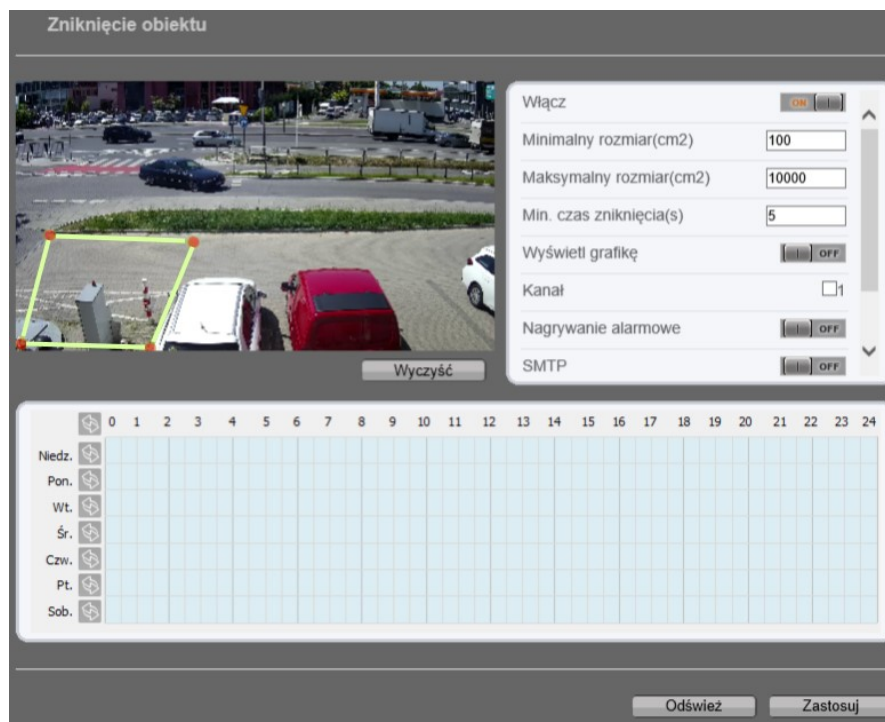 Zniknięcie obiektu
Włącz ON
Minimalny rozmiar(cm2) 100
Maksymalny rozmiar(cm2) 10000
Min. czas zniknięcia(s) 5
Wyświetl grafikę OFF
Kanał 1
Nagrywanie alarmowe OFF
SMTP OFF
Wyczyść
0 1 2 3 4 5 6 7 8 9 10 11 12 13 14 15 16 17 18 19 20 21 22 23 24
Niedz.
Pon.
Wt.
Śr.
Czw.
Pt.
Sob.
Odśwież Zastosuj